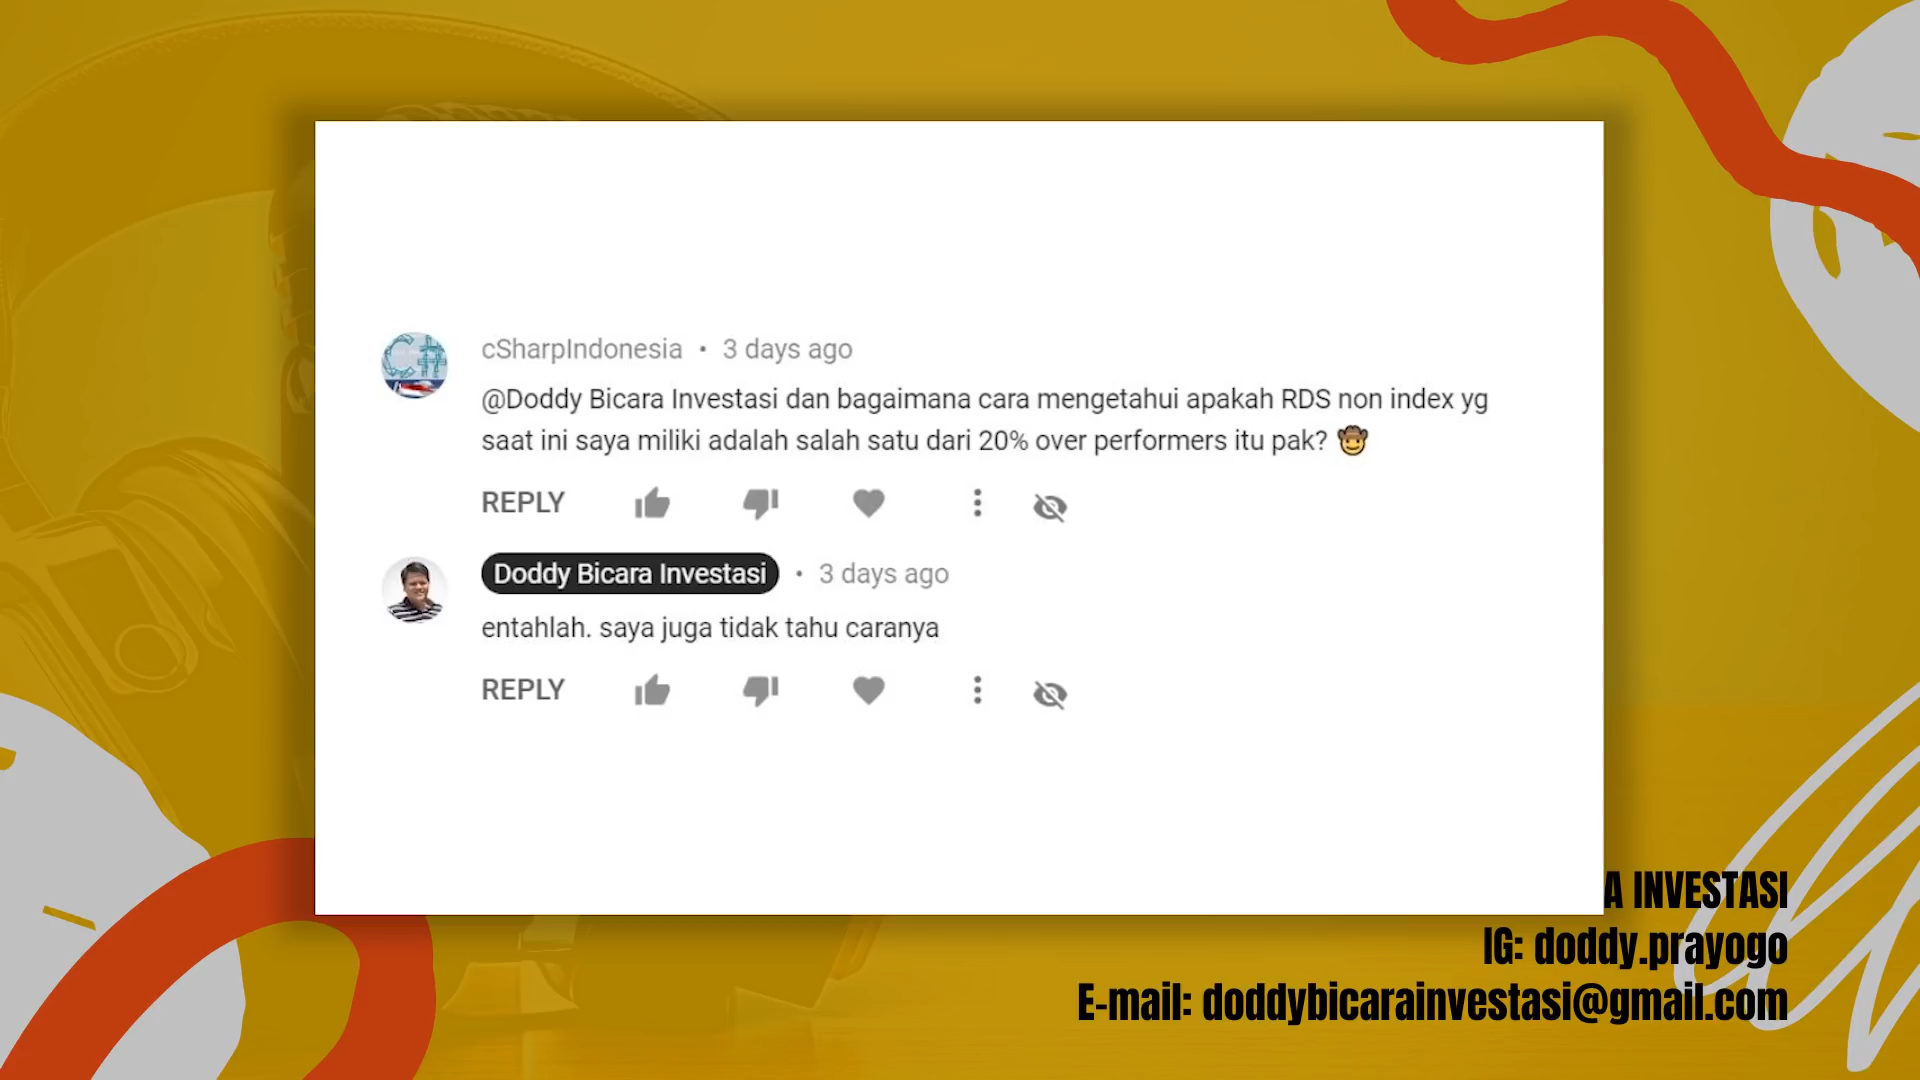 cSharpIndonesia • 3 days ago
@Doddy Bicara Investasi dan bagaimana cara mengetahui apakah RDS non index yg
saat ini saya miliki adalah salah satu dari 20% over performers itu pak? 🤠
REPLY
Doddy Bicara Investasi • 3 days ago
entahlah. saya juga tidak tahu caranya
REPLY
A INVESTASI
IG: doddy.prayogo
E-mail: doddybicarainvestasi@gmail.com